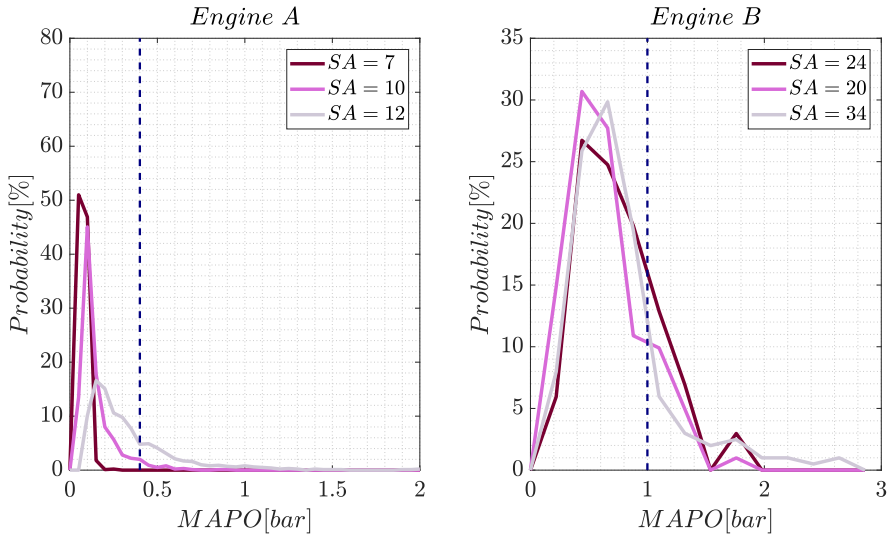 Engine A
80
70
60
50
40
30
20
10
0
Probability[%]
0
0.5
1
1.5
2
MAPO[bar]
SA = 7
SA = 10
SA = 12
Engine B
35
30
25
20
15
10
5
0
Probability[%]
0
1
2
3
MAPO[bar]
SA = 24
SA = 20
SA = 34